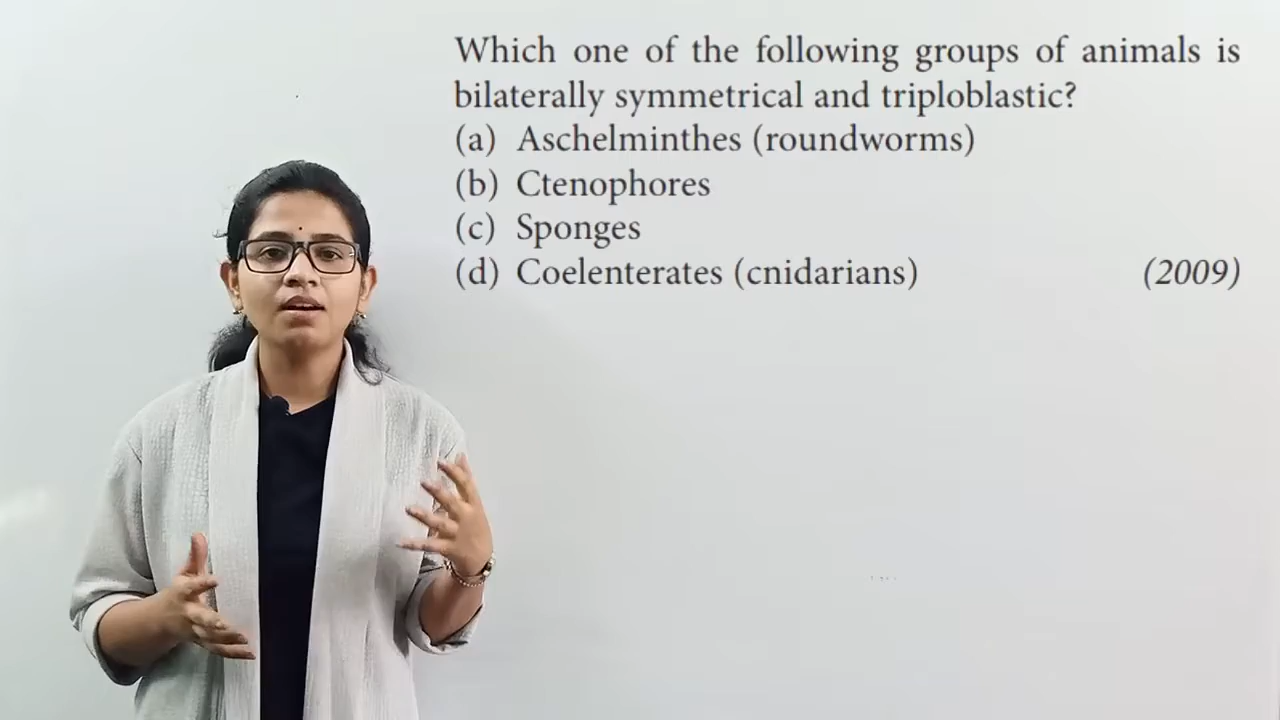 Which one of the following groups of animals is
bilaterally symmetrical and triploblastic?
(a) Aschelminthes (roundworms)
(b) Ctenophores
(c) Sponges
(d) Coelenterates (cnidarians) (2009)